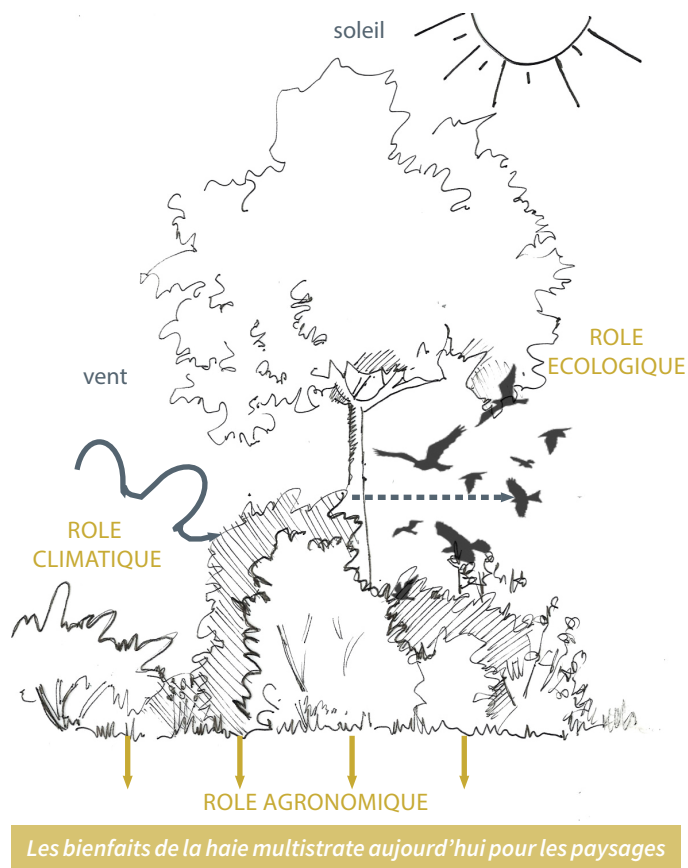 soleil
ROLE
ECOLOGIQUE
vent
ROLE
CLIMATIQUE
ROLE AGRONOMIQUE
Les bienfaits de la haie multistrate aujourd'hui pour les paysages